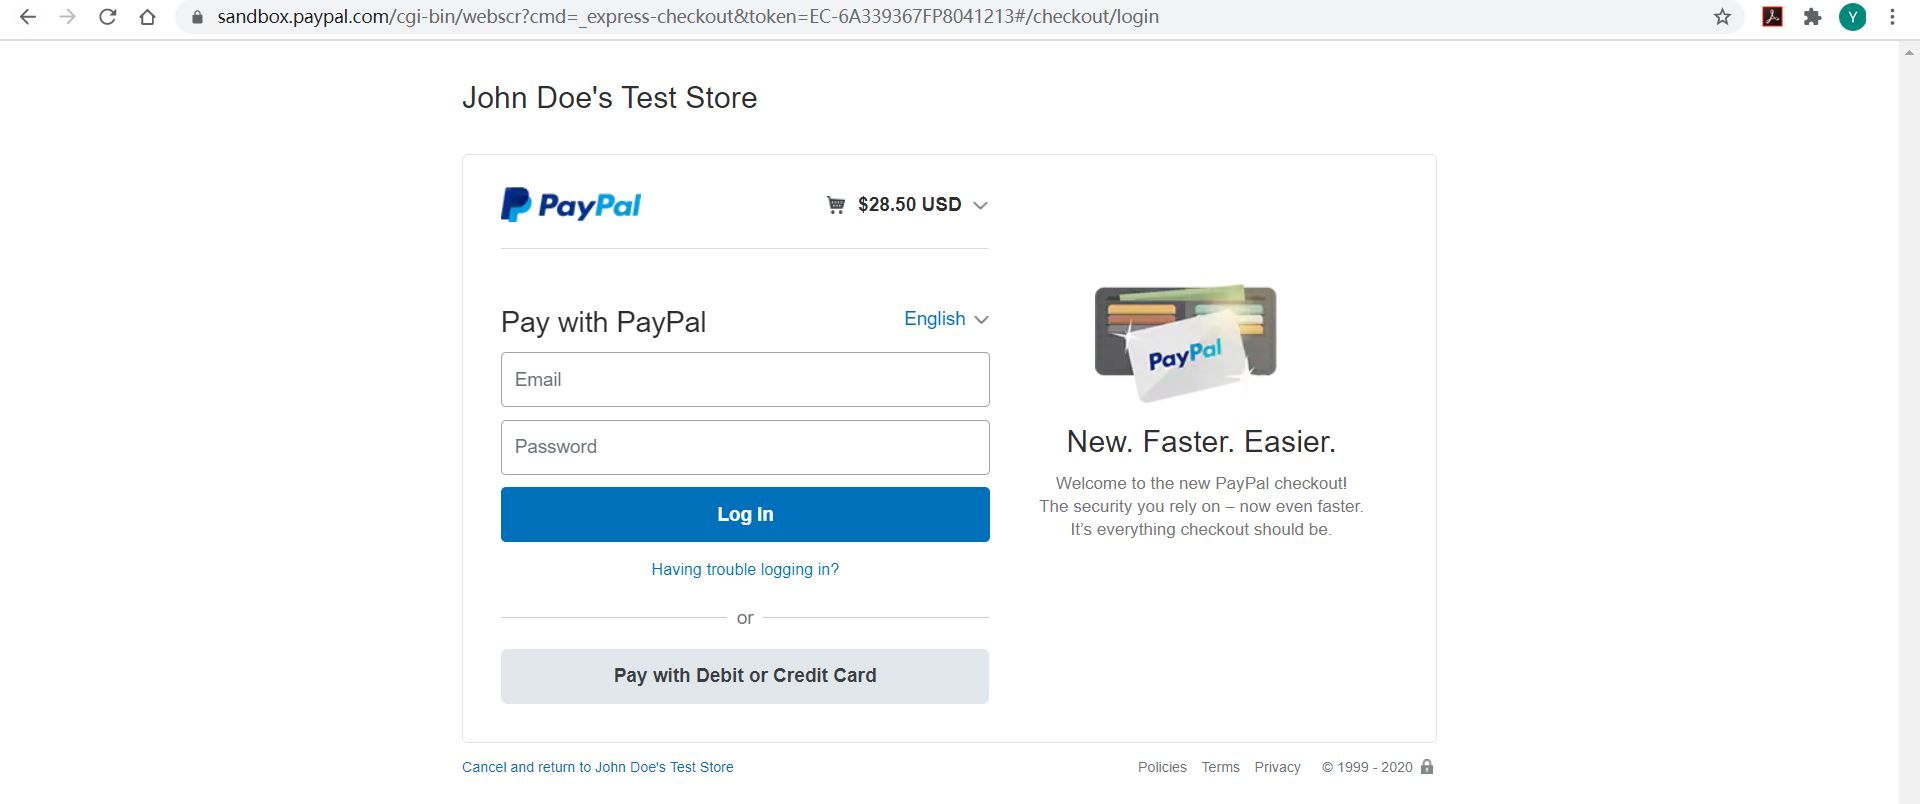 sandbox.paypal.com/cgi-bin/webscr?cmd=_express-checkout&token=EC-6A339367FP8041213#/checkout/login
Y
John Doe's Test Store
PayPal
$28.50 USD
Pay with PayPal
English
Email
Password
Log In
Having trouble logging in?
or
Pay with Debit or Credit Card
PayPal
New. Faster. Easier.
Welcome to the new PayPal checkout!
The security you rely on – now even faster.
It’s everything checkout should be.
Cancel and return to John Doe's Test Store
Policies Terms Privacy © 1999 - 2020